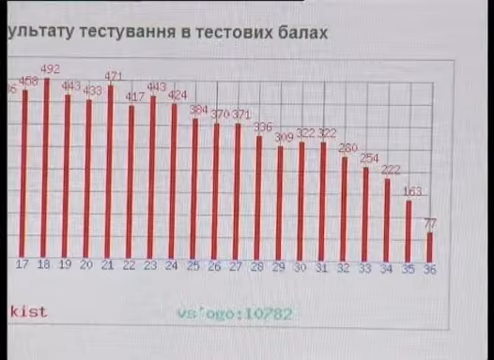 ультату тестування в тестових балах
468 492 443 433 471 417 443 424 384 370 371 336 309 322 322 280 254 222 163 77
17 18 19 20 21 22 23 24 25 26 27 28 29 30 31 32 33 34 35 36
kist vs'ogo:10782